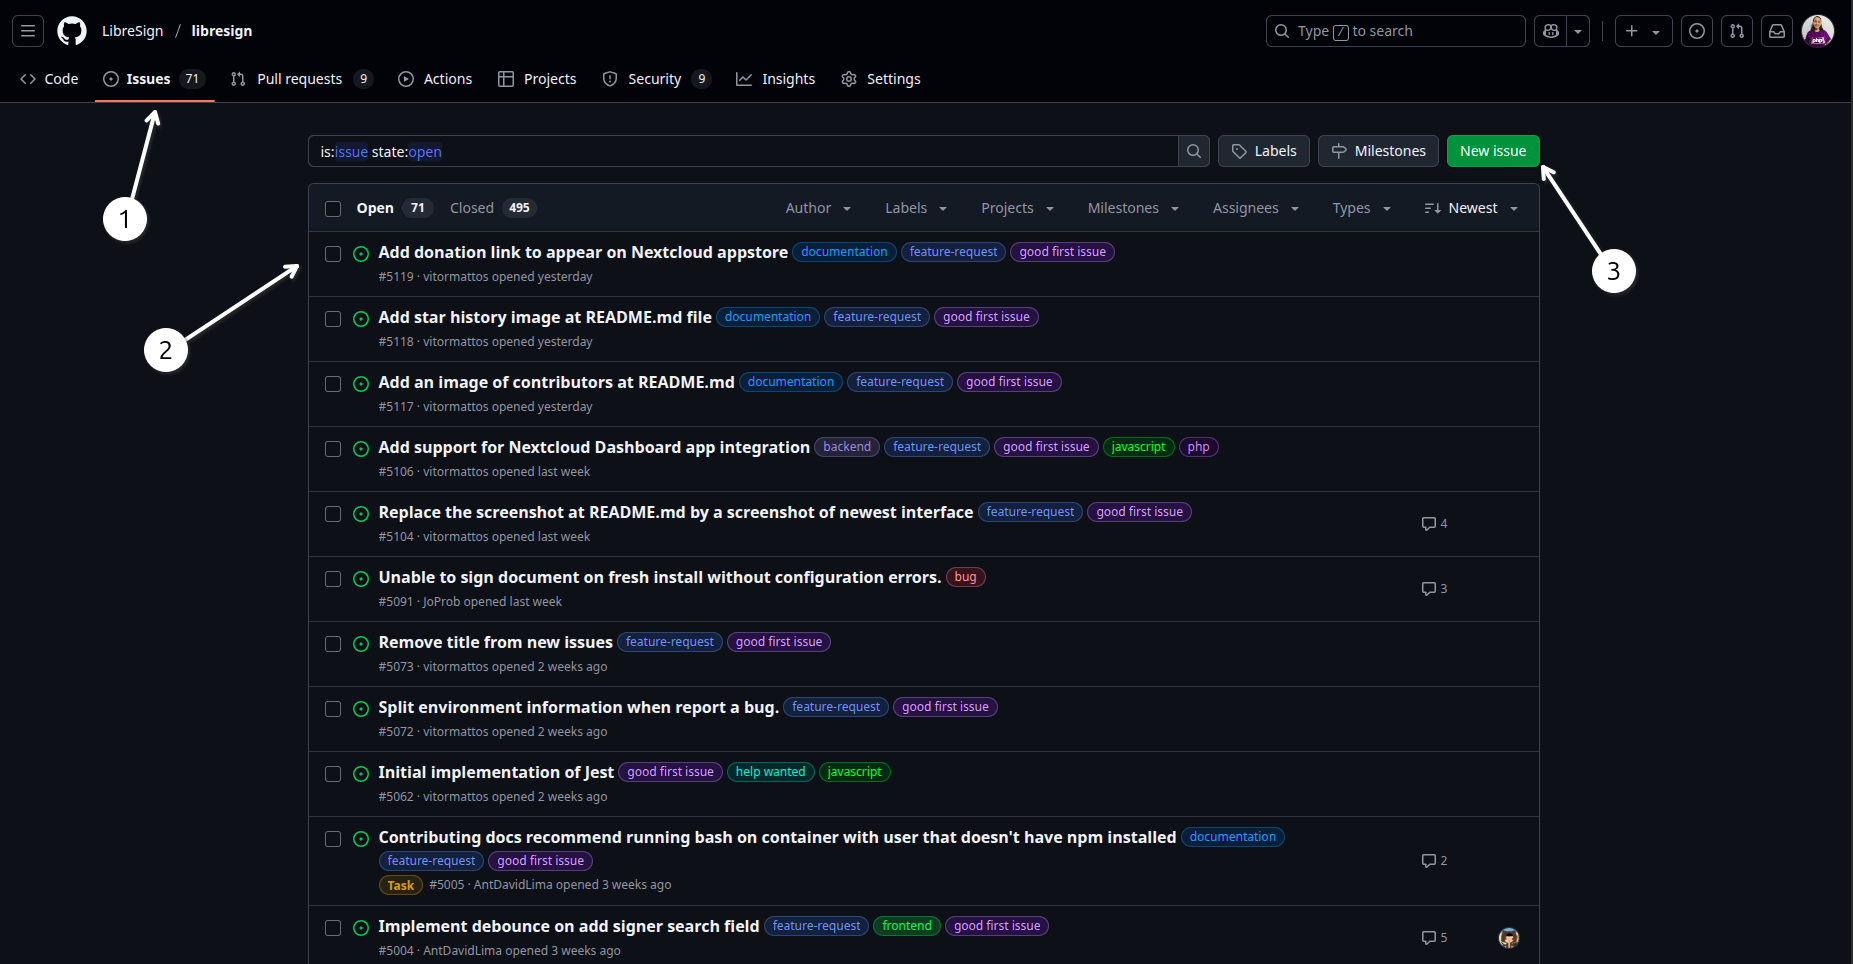 LibreSign / libresign
Type / to search
Code
Issues 71
Pull requests 9
Actions
Projects
Security 9
Insights
Settings
is:issue state:open
Labels
Milestones
New issue
1
2
3
Open 71 Closed 495 Author Labels Projects Milestones Assignees Types Newest
Add donation link to appear on Nextcloud appstore documentation feature-request good first issue
#5119 · vitormattos opened yesterday
Add star history image at README.md file documentation feature-request good first issue
#5118 · vitormattos opened yesterday
Add an image of contributors at README.md documentation feature-request good first issue
#5117 · vitormattos opened yesterday
Add support for Nextcloud Dashboard app integration backend feature-request good first issue javascript php
#5106 · vitormattos opened last week
Replace the screenshot at README.md by a screenshot of newest interface feature-request good first issue
4
#5104 · vitormattos opened last week
Unable to sign document on fresh install without configuration errors. bug
3
#5091 · JoProb opened last week
Remove title from new issues feature-request good first issue
#5073 · vitormattos opened 2 weeks ago
Split environment information when report a bug. feature-request good first issue
#5072 · vitormattos opened 2 weeks ago
Initial implementation of Jest good first issue help wanted javascript
#5062 · vitormattos opened 2 weeks ago
Contributing docs recommend running bash on container with user that doesn't have npm installed documentation
feature-request good first issue
2
Task #5005 · AntDavidLima opened 3 weeks ago
Implement debounce on add signer search field feature-request frontend good first issue
5
#5004 · AntDavidLima opened 3 weeks ago